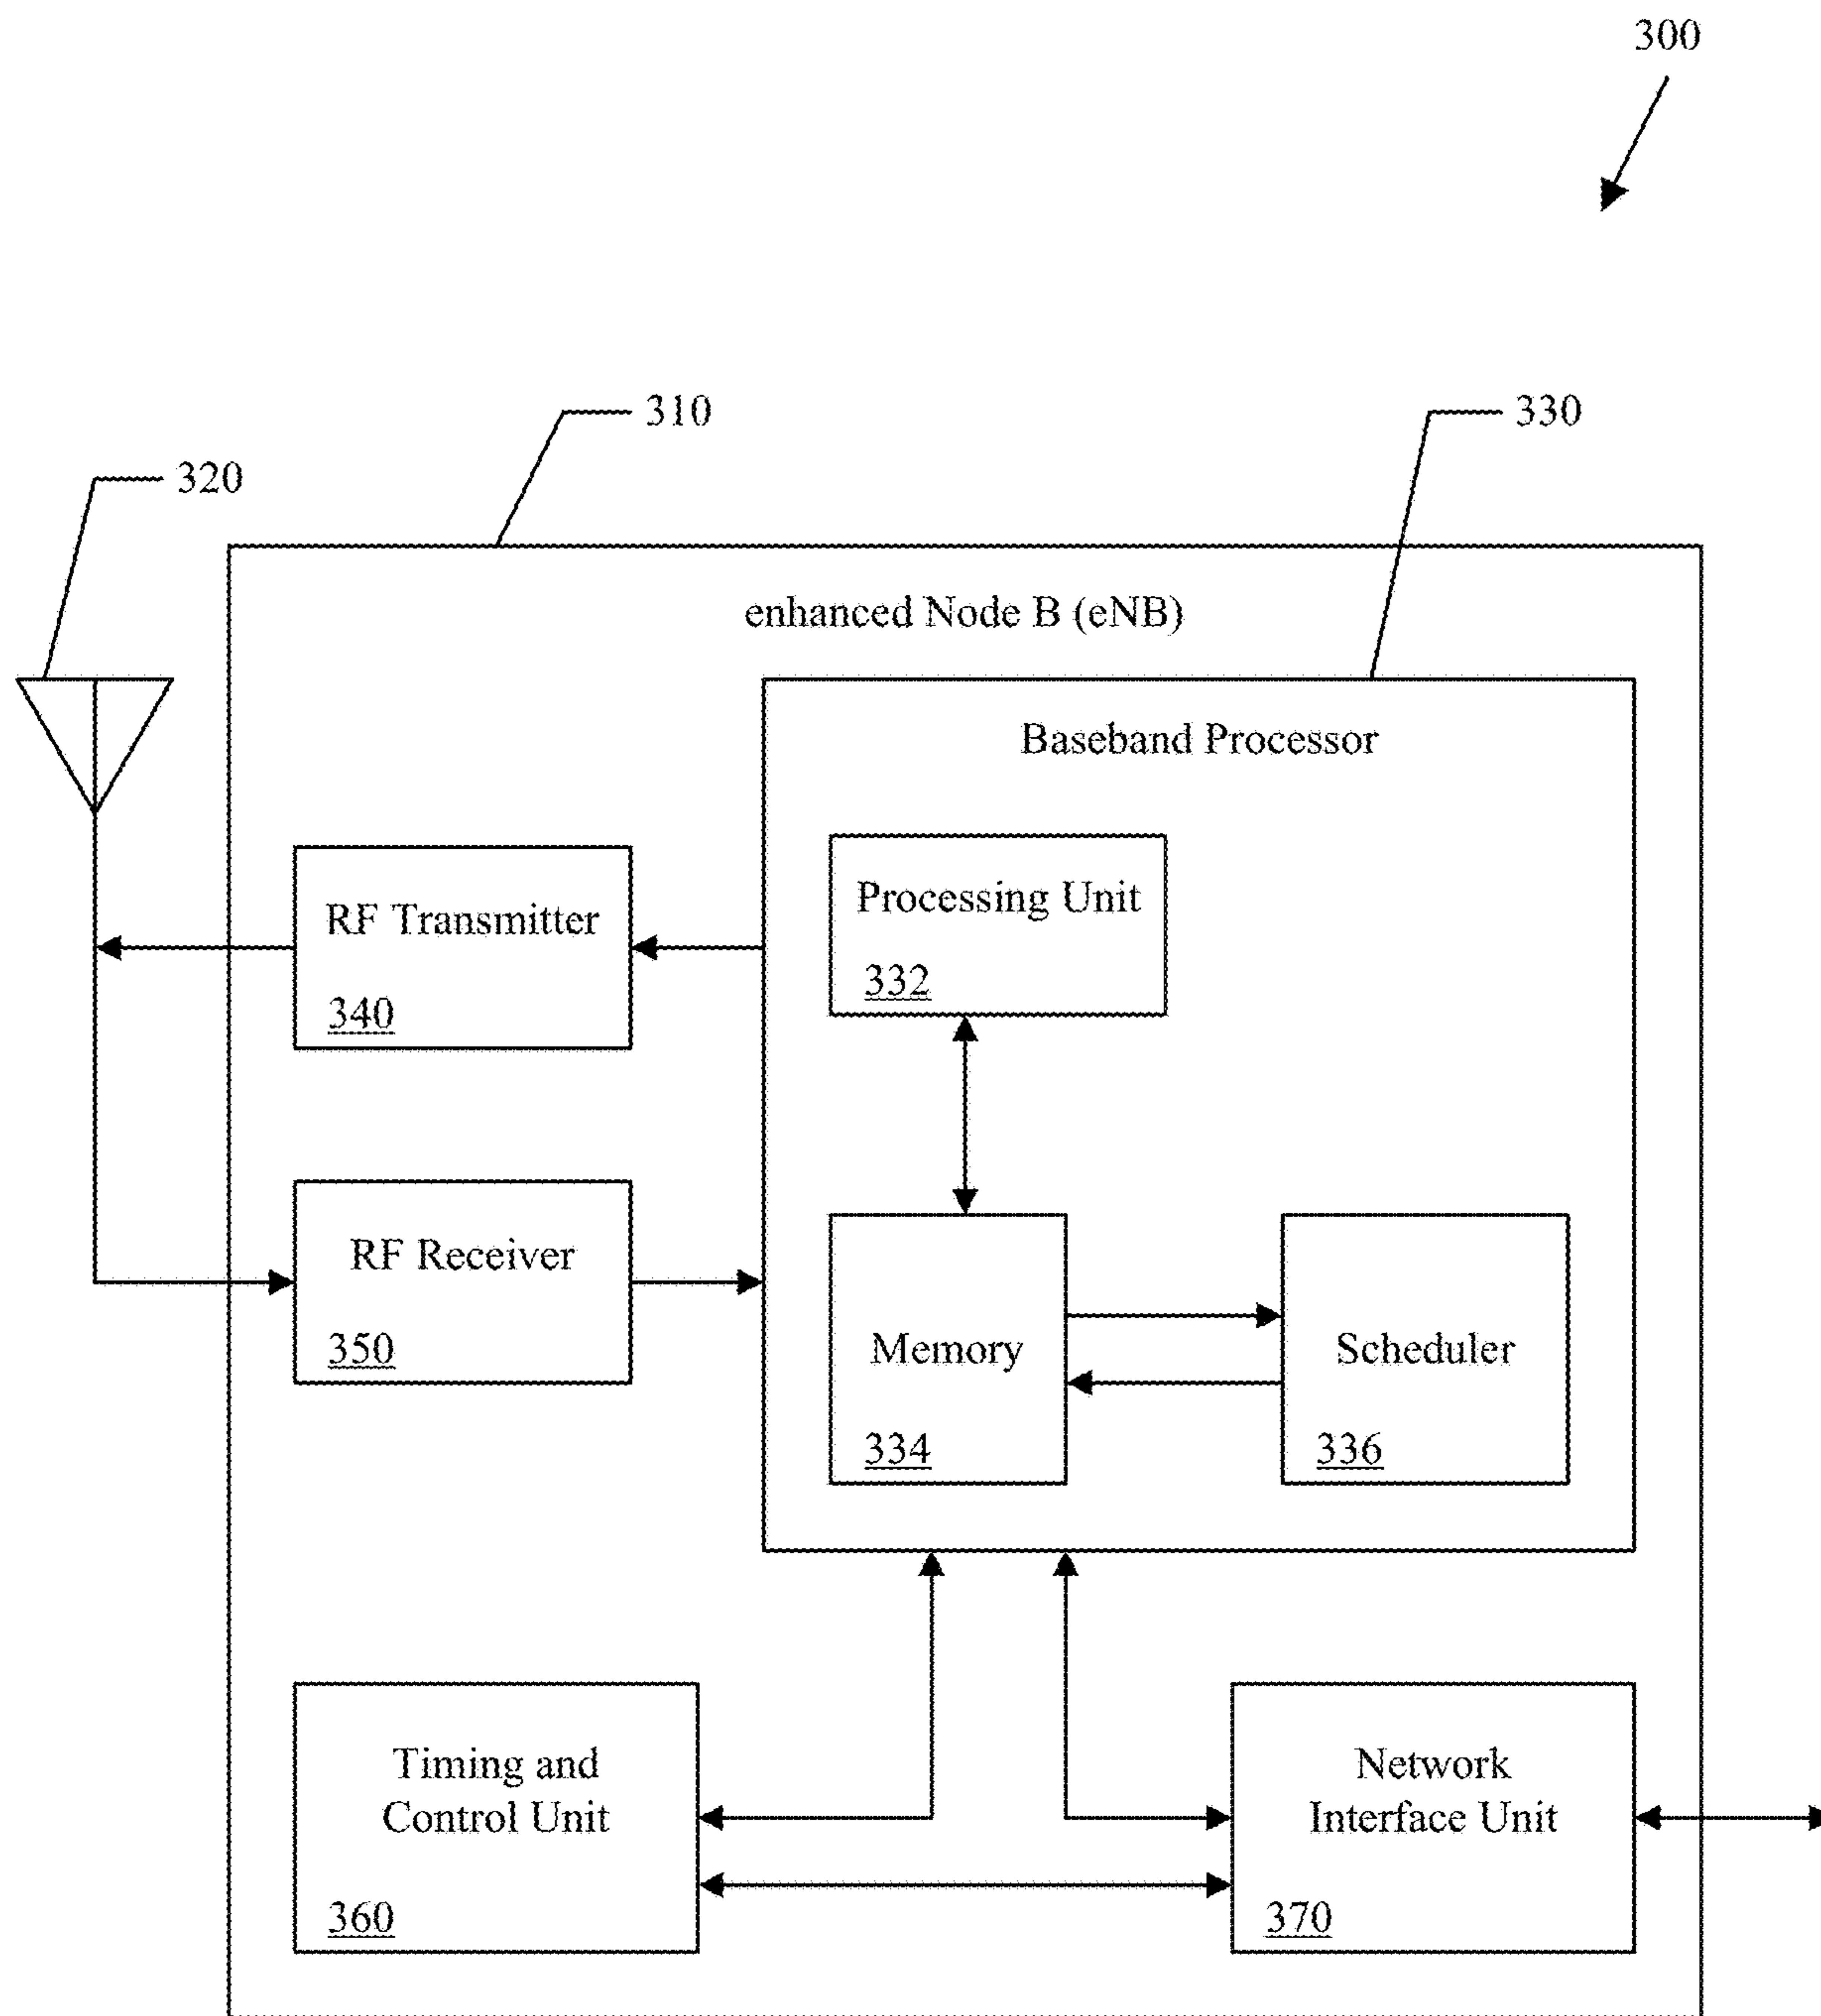 300
310
330
320
enhanced Node B (eNB)
Baseband Processor
Processing Unit
332
RF Transmitter
340
RF Receiver
350
Memory
334
Scheduler
336
Timing and
Control Unit
360
Network
Interface Unit
370